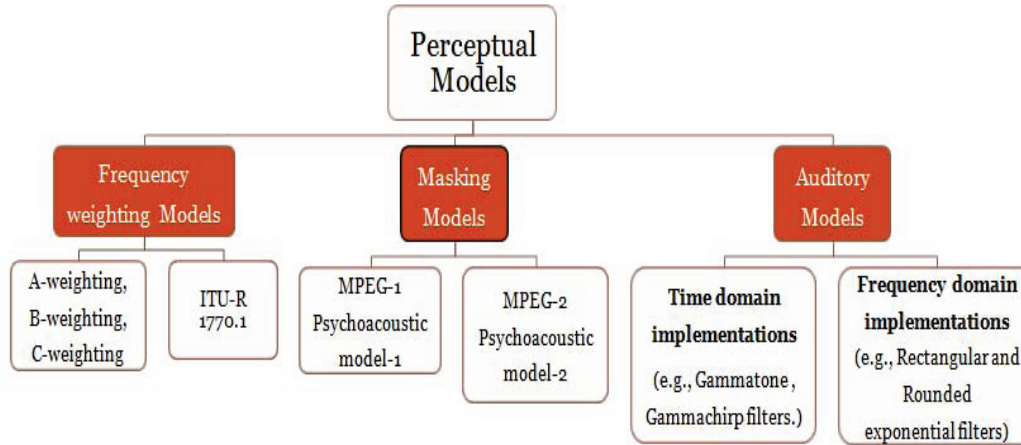 Perceptual
Models
Frequency
weighting Models
Masking
Models
Auditory
Models
A-weighting,
B-weighting,
C-weighting
ITU-R
1770.1
MPEG-1
Psychoacoustic
model-1
MPEG-2
Psychoacoustic
model-2
Time domain
implementations
(e.g., Gammatone ,
Gammachirp filters.)
Frequency domain
implementations
(e.g., Rectangular and
Rounded
exponential filters)